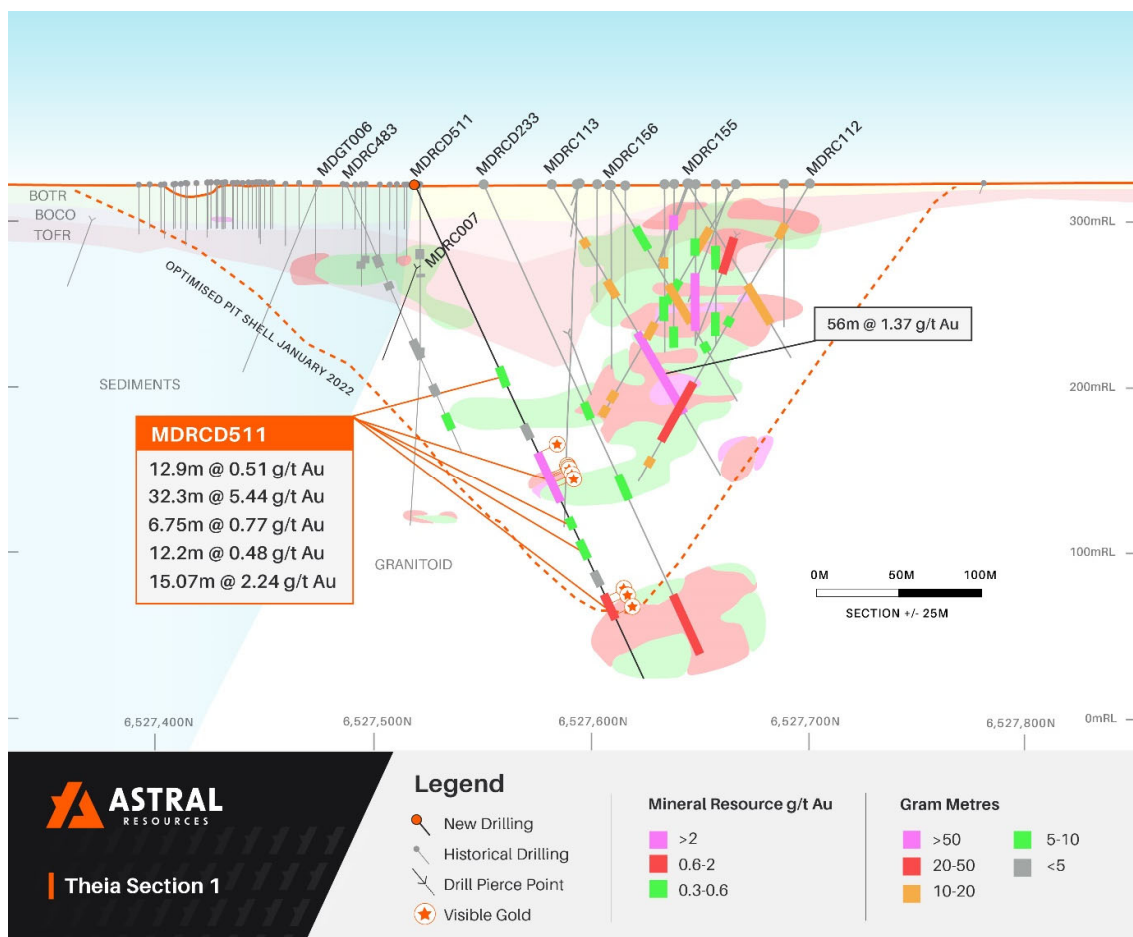 MDGT006
MDRC483
MDRCD511
MDRCD233
MDRC113
MDRC156
MDRC155
MDRC112
BOTR
BOCO
TOFR
MDRC007
300mRL
OPTIMISED PIT SHELL JANUARY 2022
56m @ 1.37 g/t Au
SEDIMENTS
200mRL
MDRCD511
12.9m @ 0.51 g/t Au
32.3m @ 5.44 g/t Au
6.75m @ 0.77 g/t Au
12.2m @ 0.48 g/t Au
15.07m @ 2.24 g/t Au
GRANITOID
100mRL
0M 50M 100M
SECTION +/- 25M
6,527,400N 6,527,500N 6,527,600N 6,527,700N 6,527,800N 0mRL
ASTRAL
RESOURCES
Theia Section 1
Legend
New Drilling
Historical Drilling
Drill Pierce Point
Visible Gold
Mineral Resource g/t Au
>2
0.6-2
0.3-0.6
Gram Metres
>50 5-10
20-50 <5
10-20